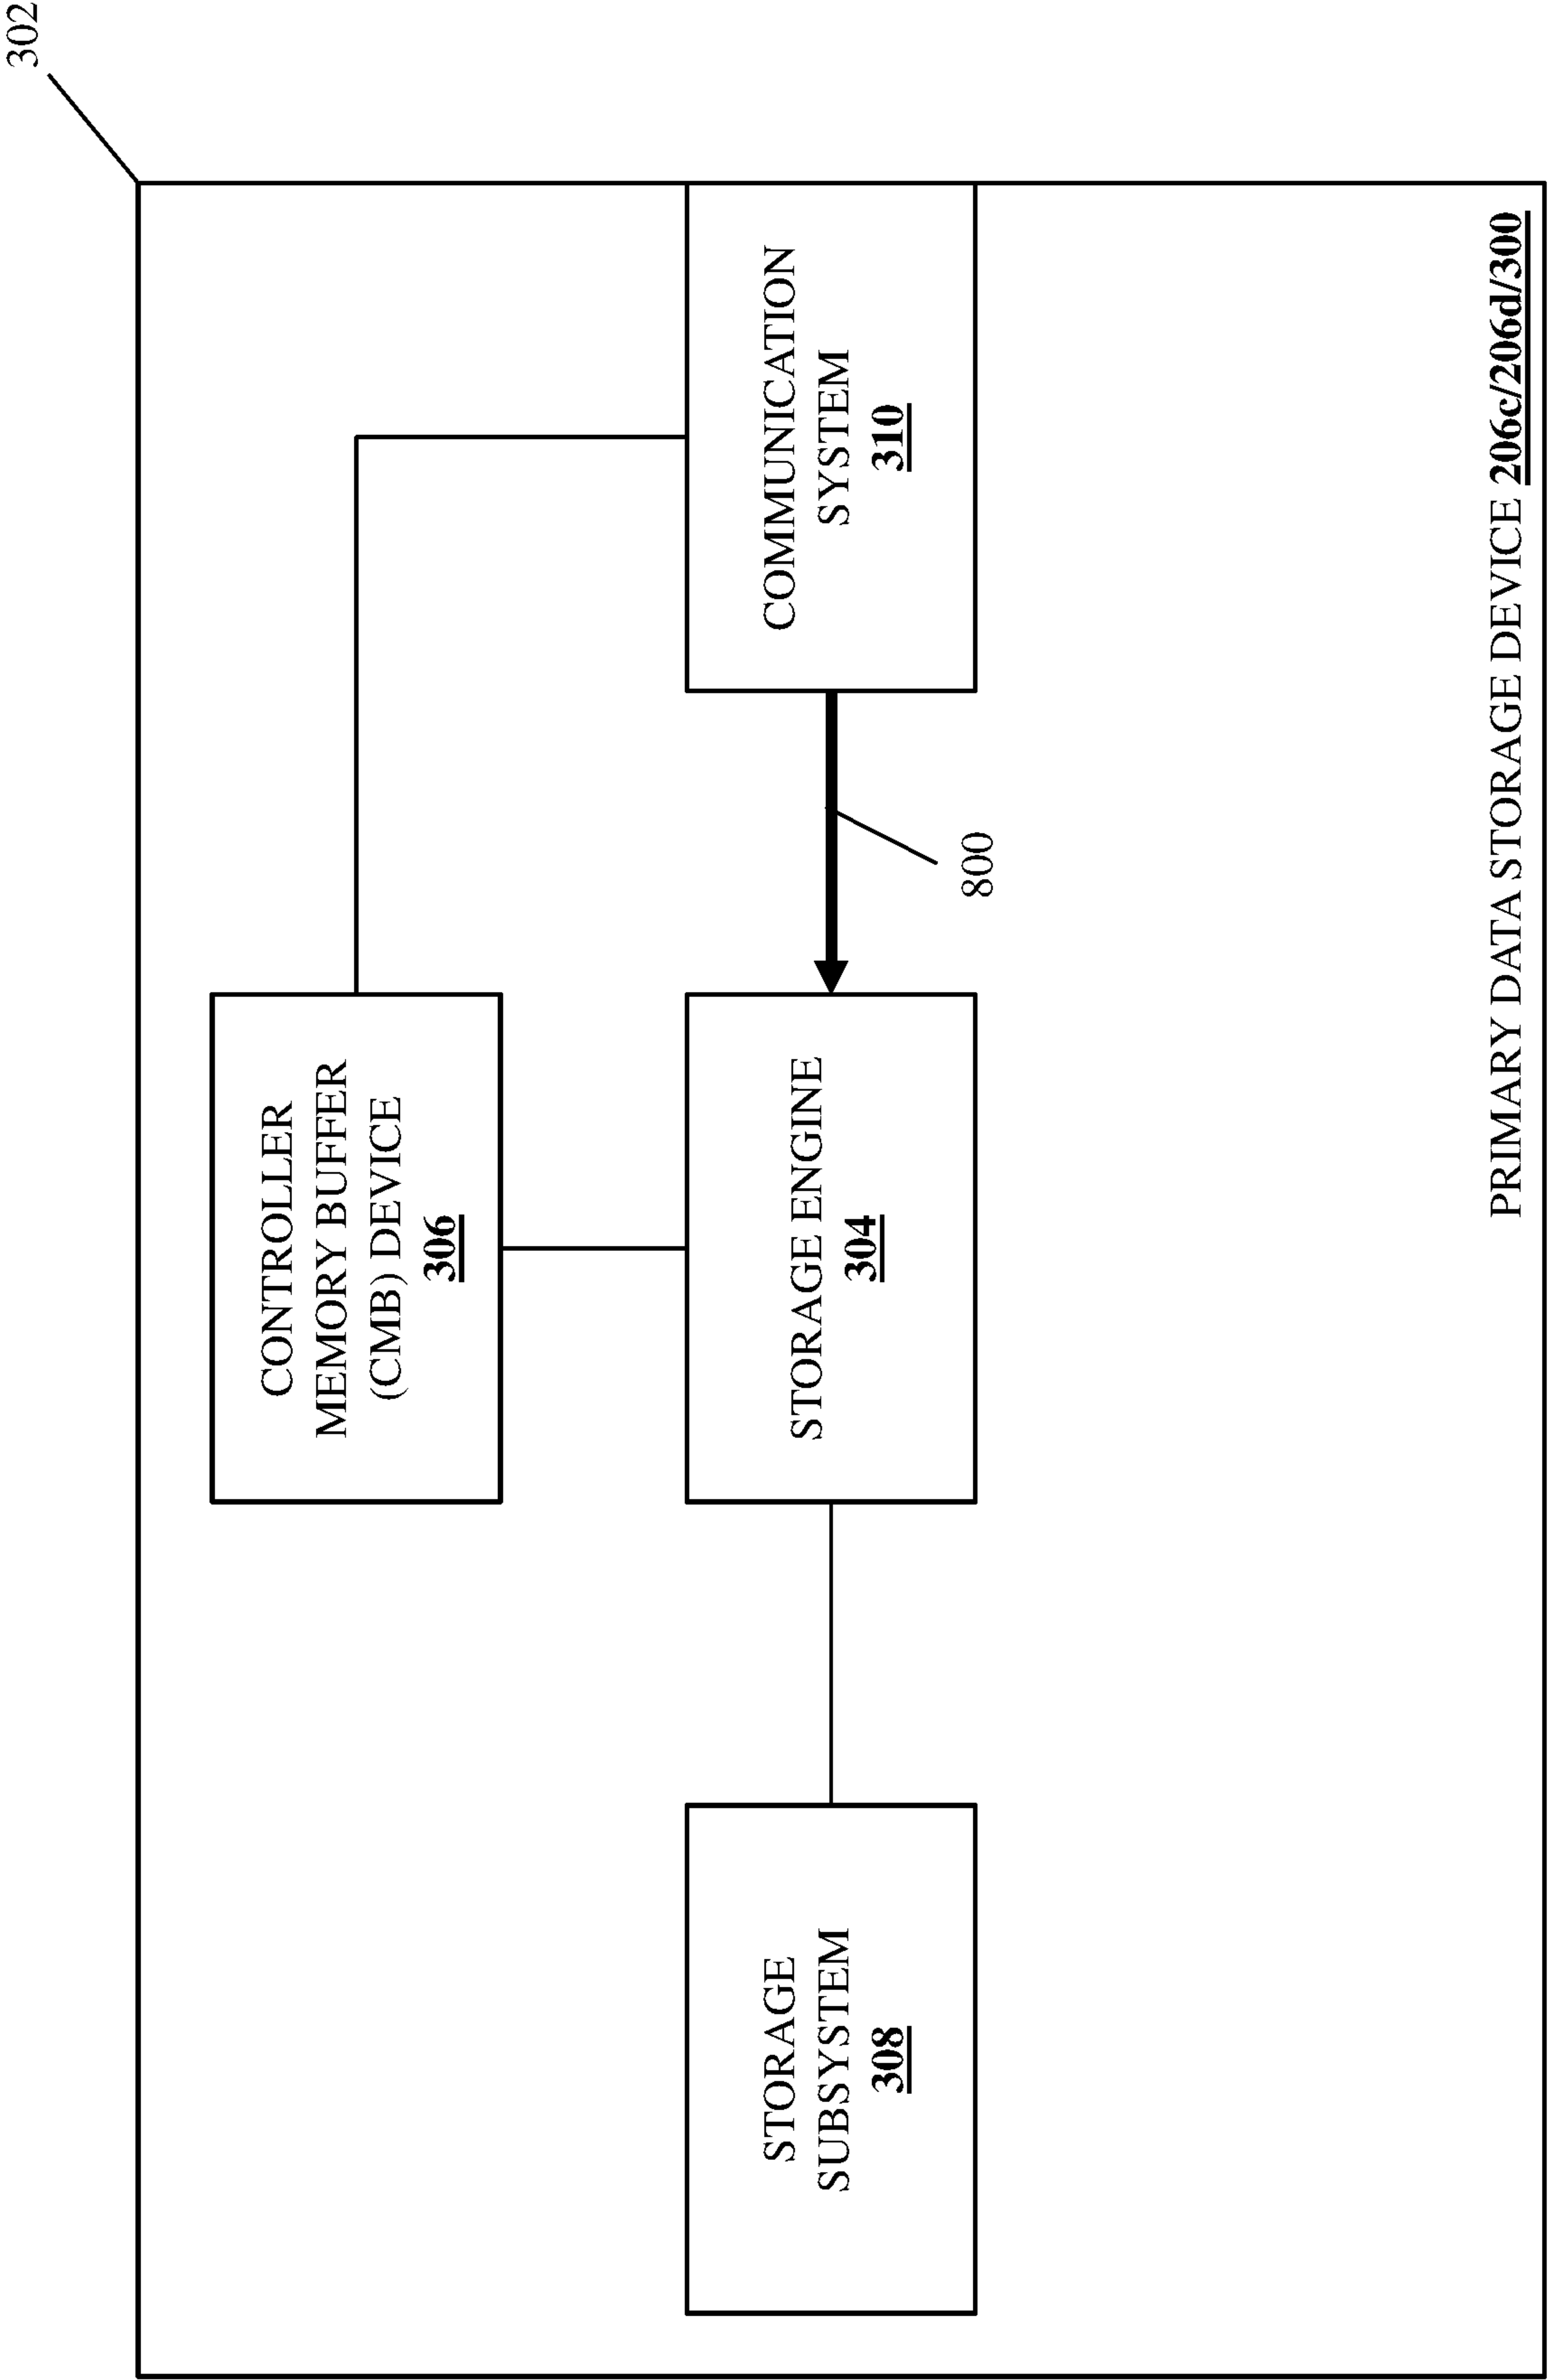 302
CONTROLLER
MEMORY BUFFER
(CMB) DEVICE
306
STORAGE
SUBSYSTEM
308
STORAGE ENGINE
304
800
COMMUNICATION
SYSTEM
310
PRIMARY DATA STORAGE DEVICE 206c/206d/300